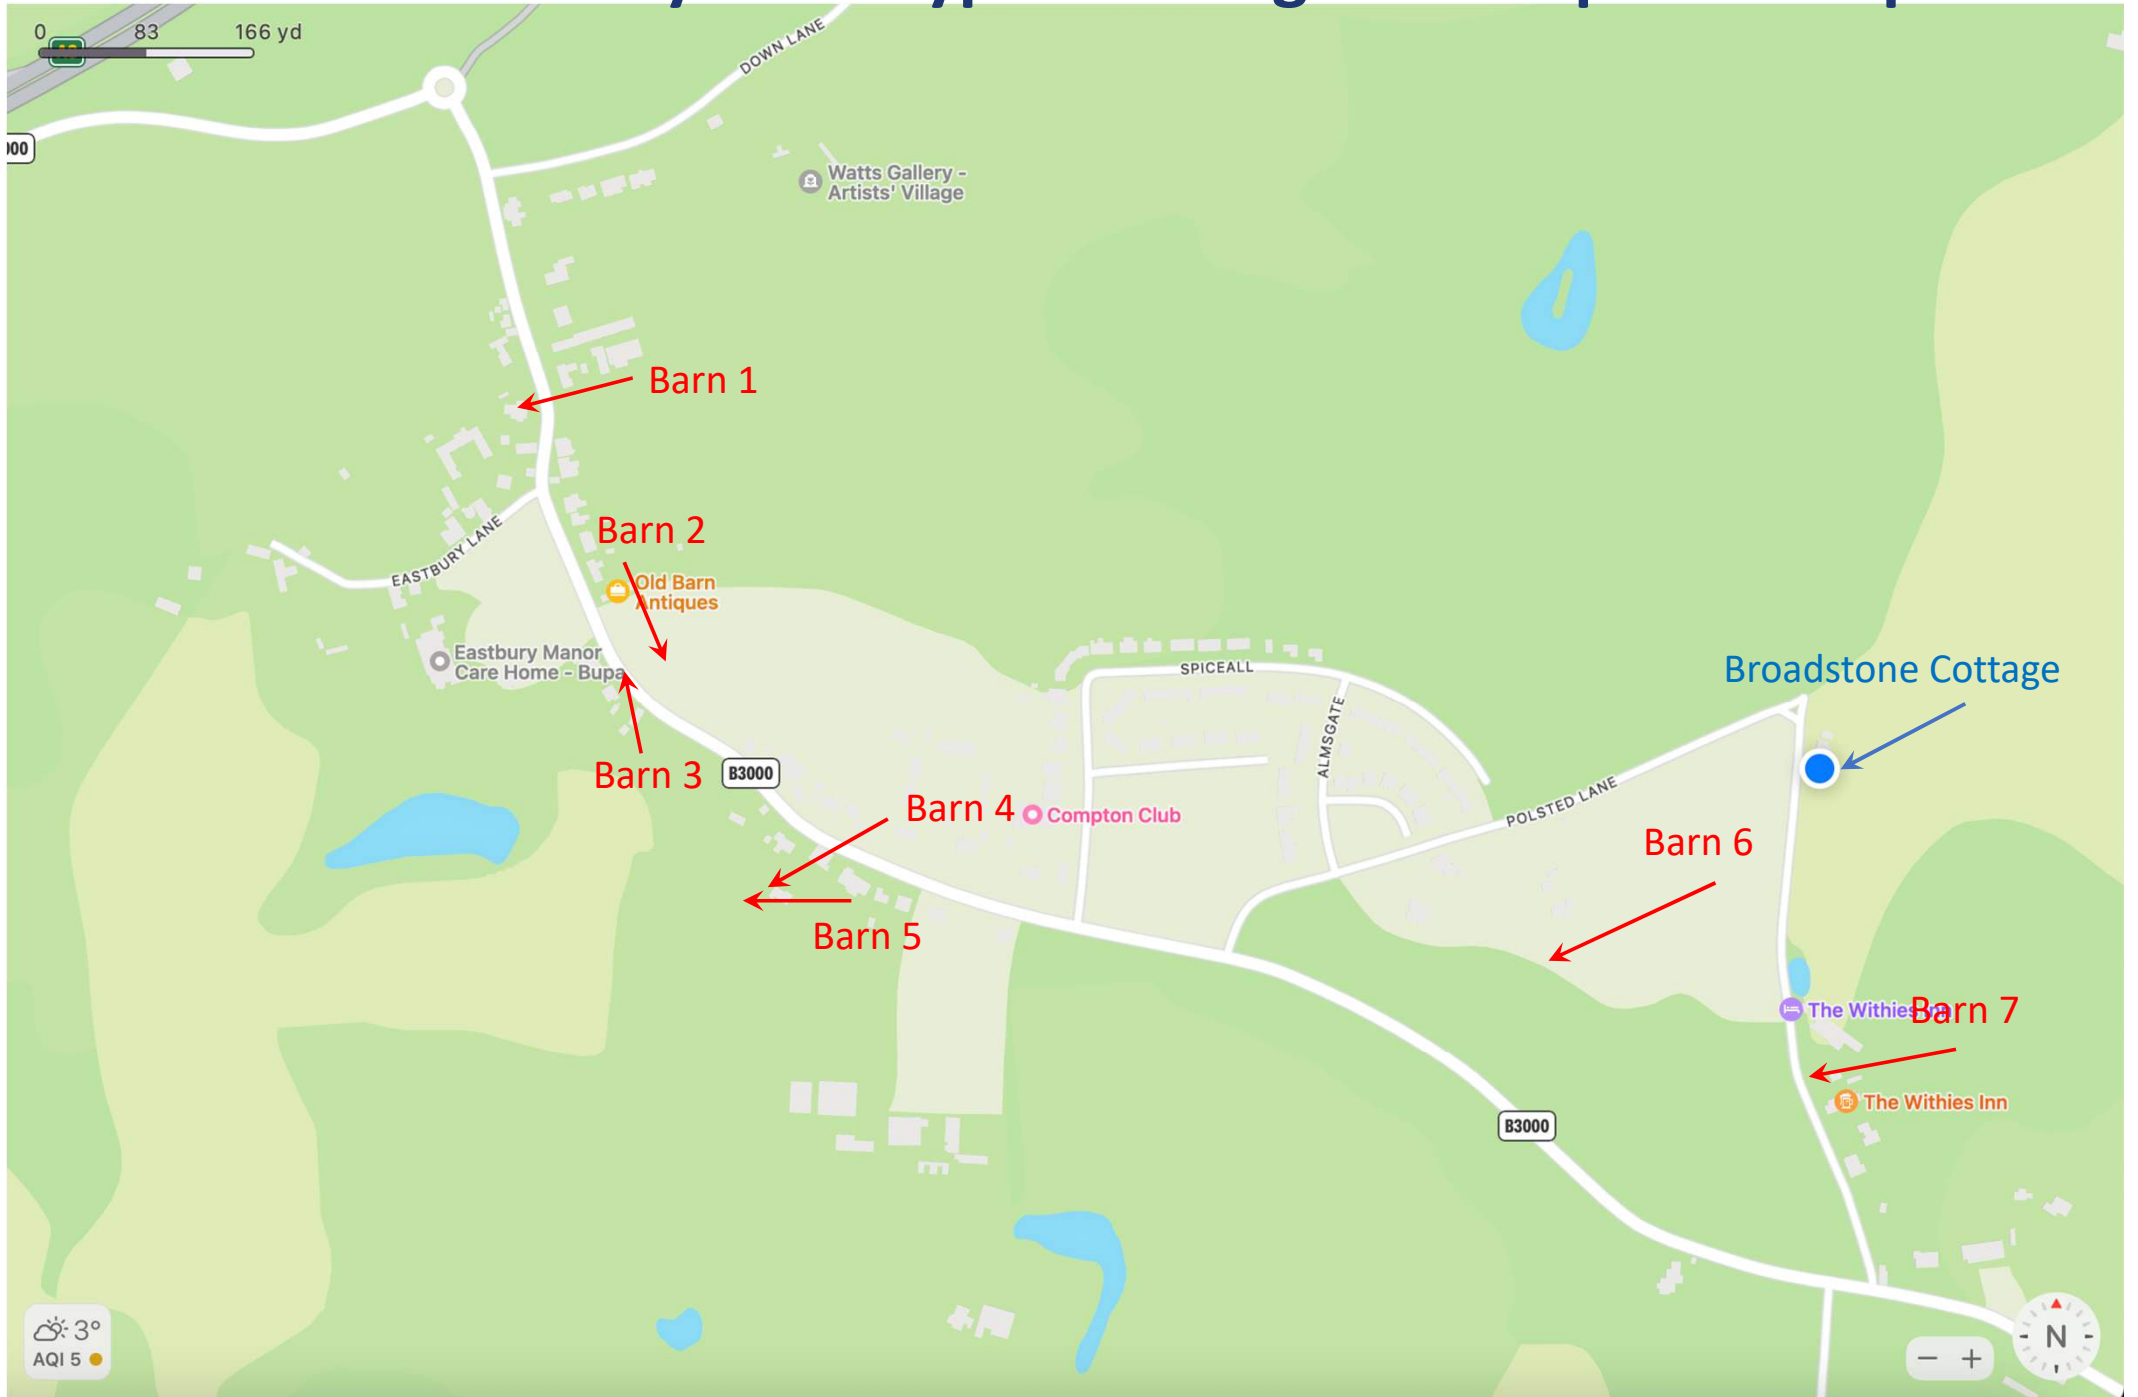 0 83 166 yd
DOWN LANE
Watts Gallery -
Artists' Village
Barn 1
EASTBURY LANE
Barn 2
Old Barn
Antiques
Eastbury Manor
Care Home - Bupa
Barn 3
B3000
SPICEALL
ALMSGATE
Broadstone Cottage
Barn 4
Compton Club
POLSTED LANE
Barn 6
Barn 5
The Withies
Barn 7
The Withies Inn
B3000
3°
AQI 5
N